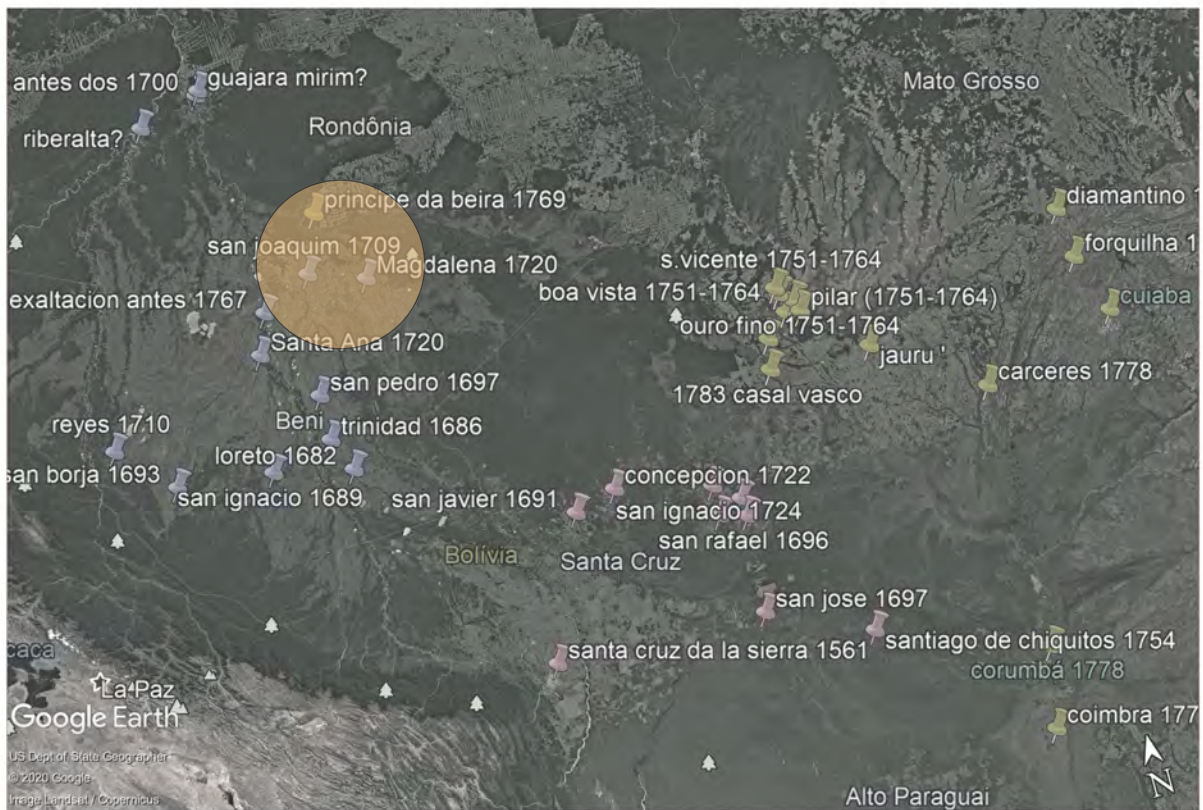 antes dos 1700
guajara mirim?
Mato Grosso
riberalta?
Rondônia
principe da beira 1769
diamantino
san joaquim 1709
Magdalena 1720
s.vicente 1751-1764
forquilha 1
exaltacion antes 1767
boa vista 1751-1764
pilar (1751-1764)
cuiaba
ouro fino 1751-1764
Santa Ana 1720
jauru '
san pedro 1697
1783 casal vasco
carceres 1778
reyes 1710
Beni
trinidad 1686
loreto 1682
san borja 1693
san ignacio 1689
san javier 1691
concepcion 1722
san ignacio 1724
san rafael 1696
Bolívia
Santa Cruz
san jose 1697
santiago de chiquitos 1754
santa cruz da la sierra 1561
caca
corumbá 1778
La Paz
Google Earth
coimbra 177
US Dept of State Geographer
© 2020 Google
Image Landsat / Copernicus
N
Alto Paraguai